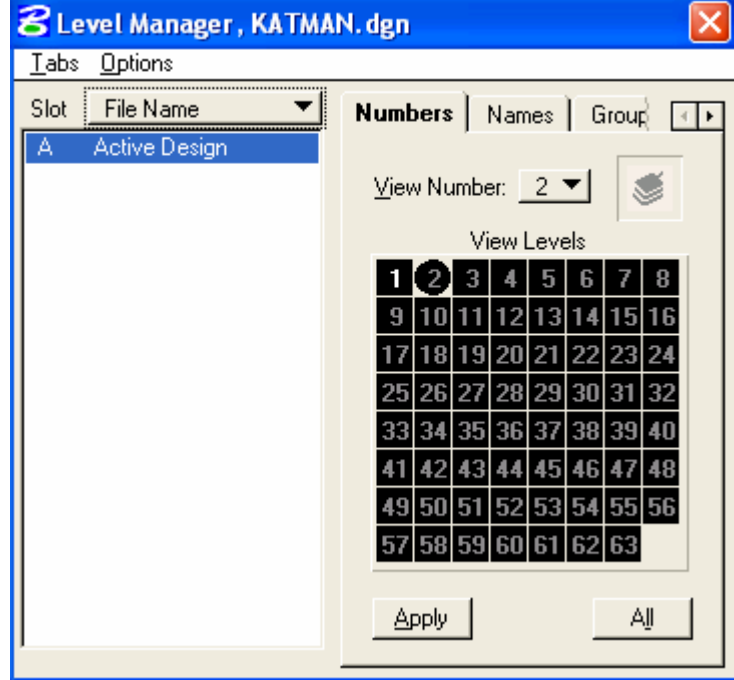 Level Manager , KATMAN.dgn
Tabs Options
Slot File Name
A Active Design
Numbers Names Group
View Number: 2
View Levels
1 2 3 4 5 6 7 8
9 10 11 12 13 14 15 16
17 18 19 20 21 22 23 24
25 26 27 28 29 30 31 32
33 34 35 36 37 38 39 40
41 42 43 44 45 46 47 48
49 50 51 52 53 54 55 56
57 58 59 60 61 62 63
Apply All